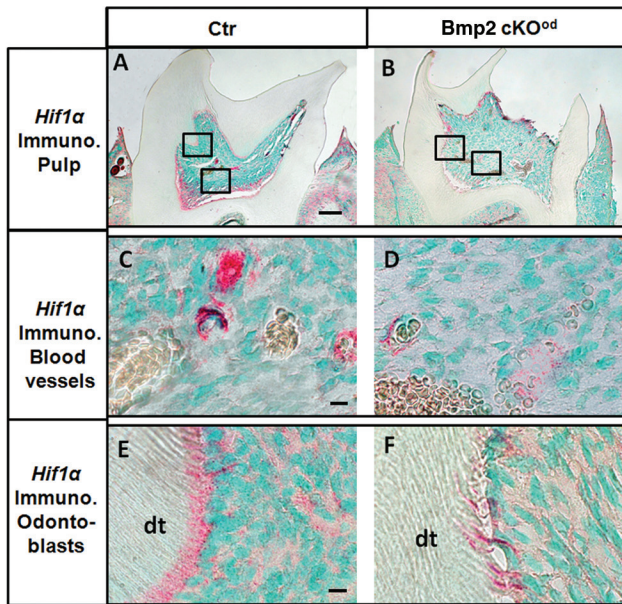 Ctr
Bmp2 cKOᵒᵈ
Hif1α
Immuno.
Pulp
A
B
Hif1α
Immuno.
Blood
vessels
C
D
Hif1α
Immuno.
Odonto-
blasts
E
dt
F
dt